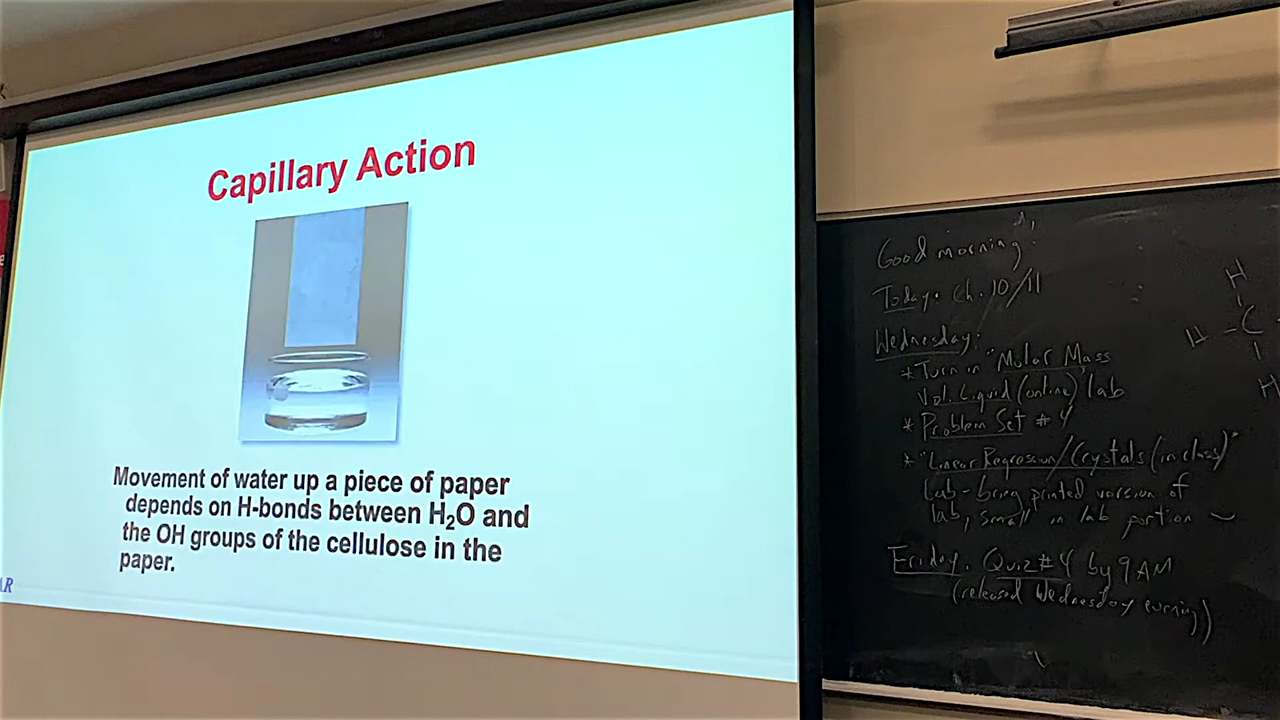 Capillary Action
Movement of water up a piece of paper
depends on H-bonds between H₂O and
the OH groups of the cellulose in the
paper.
AR
Good morning!
Today: Ch. 10/11
Wednesday:
* Turn in "Molar Mass
Vol. Liquid (online) lab
* Problem Set #4
* "Linear Regression/Crystals (in class)"
Lab - bring printed version of
lab, small in lab portion
Friday. Quiz #4 by 9AM
(released Wednesday evening)
H
H - C
H
e